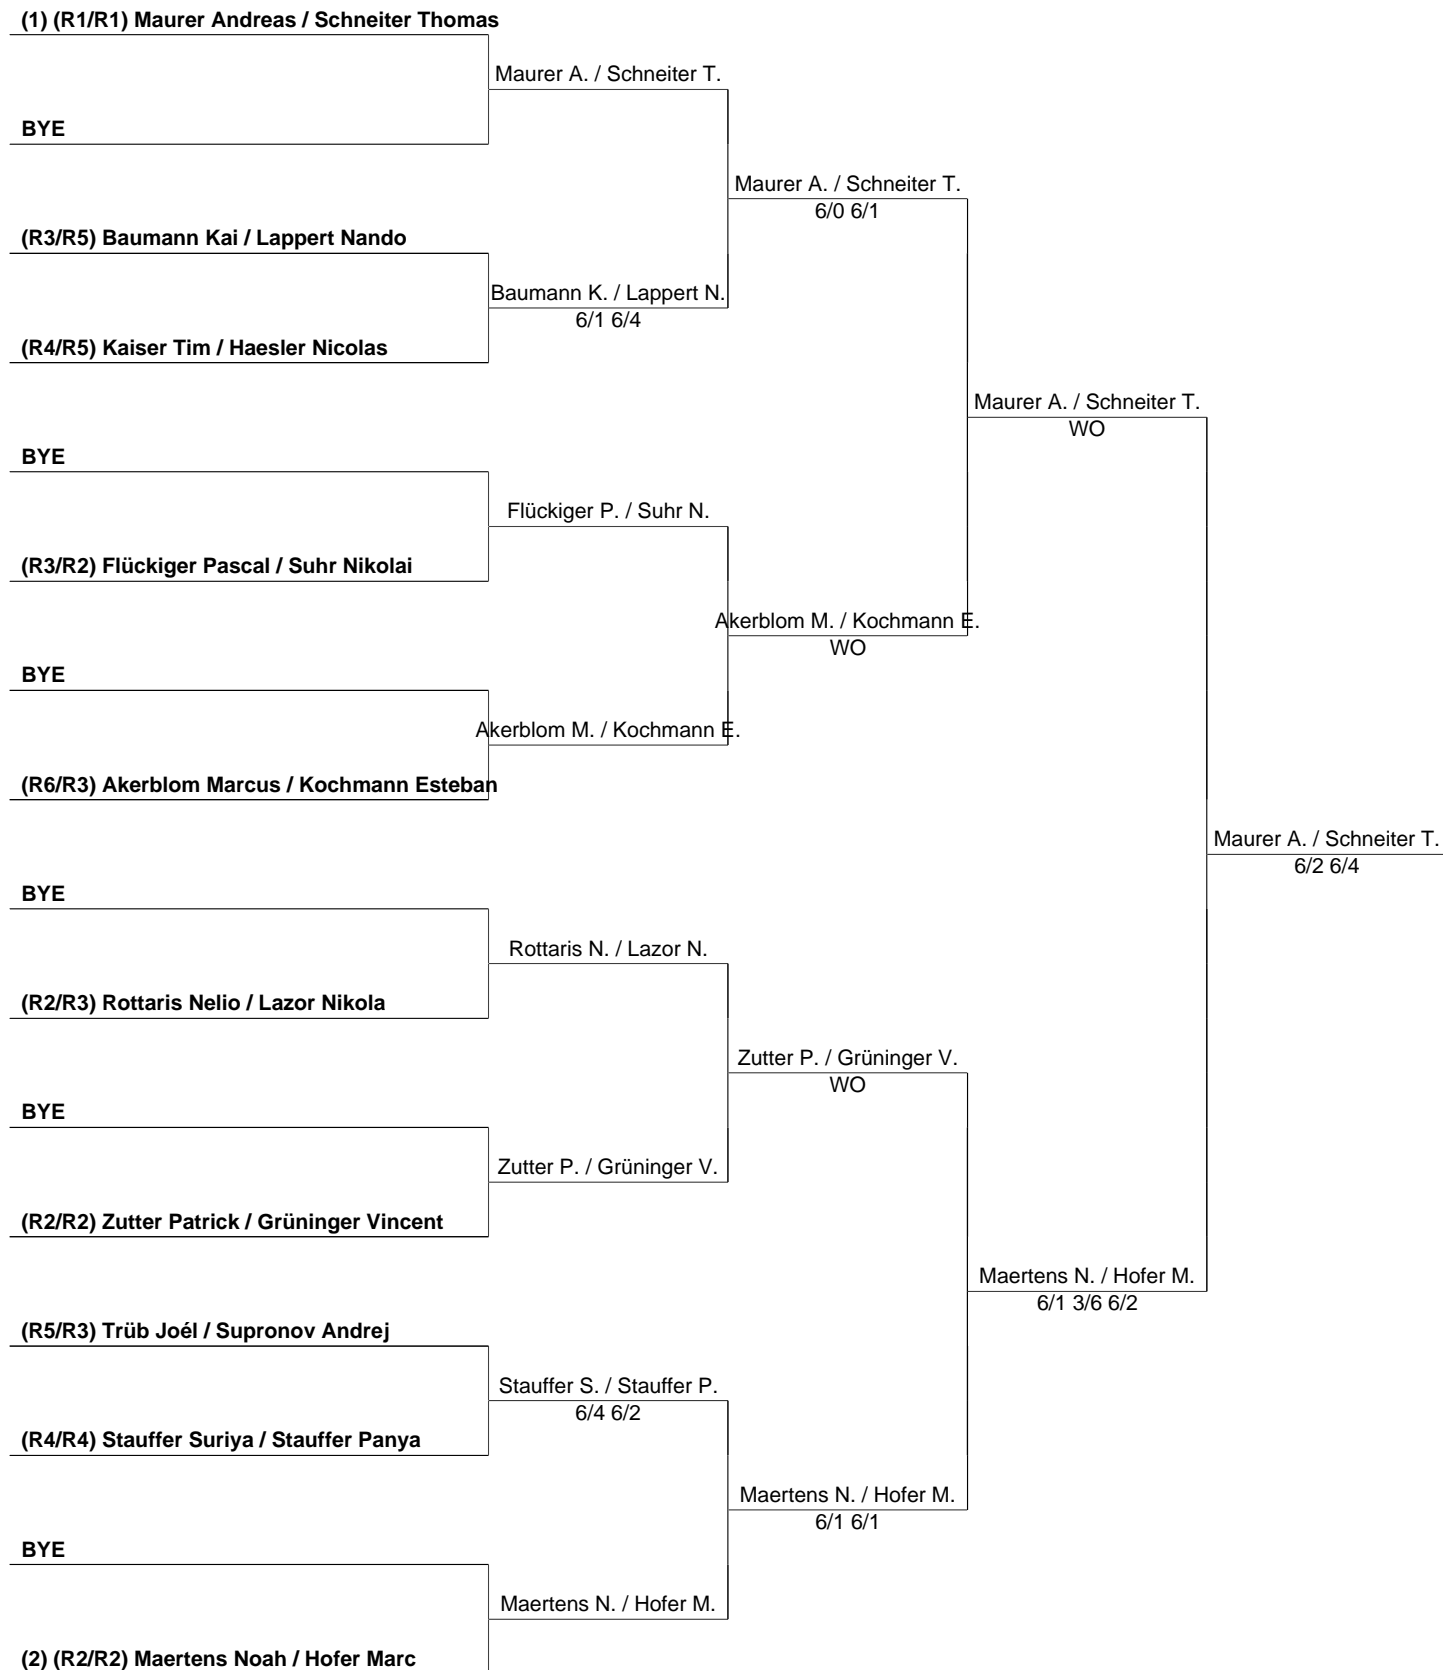 (1) (R1/R1) Maurer Andreas / Schneiter Thomas
Maurer A. / Schneiter T.
BYE
Maurer A. / Schneiter T.
6/0 6/1
(R3/R5) Baumann Kai / Lappert Nando
Baumann K. / Lappert N.
6/1 6/4
(R4/R5) Kaiser Tim / Haesler Nicolas
Maurer A. / Schneiter T.
WO
BYE
Flückiger P. / Suhr N.
(R3/R2) Flückiger Pascal / Suhr Nikolai
Akerblom M. / Kochmann E.
WO
BYE
Akerblom M. / Kochmann E.
(R6/R3) Akerblom Marcus / Kochmann Esteban
Maurer A. / Schneiter T.
6/2 6/4
BYE
Rottaris N. / Lazor N.
(R2/R3) Rottaris Nelio / Lazor Nikola
Zutter P. / Grüninger V.
WO
BYE
Zutter P. / Grüninger V.
(R2/R2) Zutter Patrick / Grüninger Vincent
Maertens N. / Hofer M.
6/1 3/6 6/2
(R5/R3) Trüb Joél / Supronov Andrej
Stauffer S. / Stauffer P.
6/4 6/2
(R4/R4) Stauffer Suriya / Stauffer Panya
Maertens N. / Hofer M.
6/1 6/1
BYE
Maertens N. / Hofer M.
(2) (R2/R2) Maertens Noah / Hofer Marc